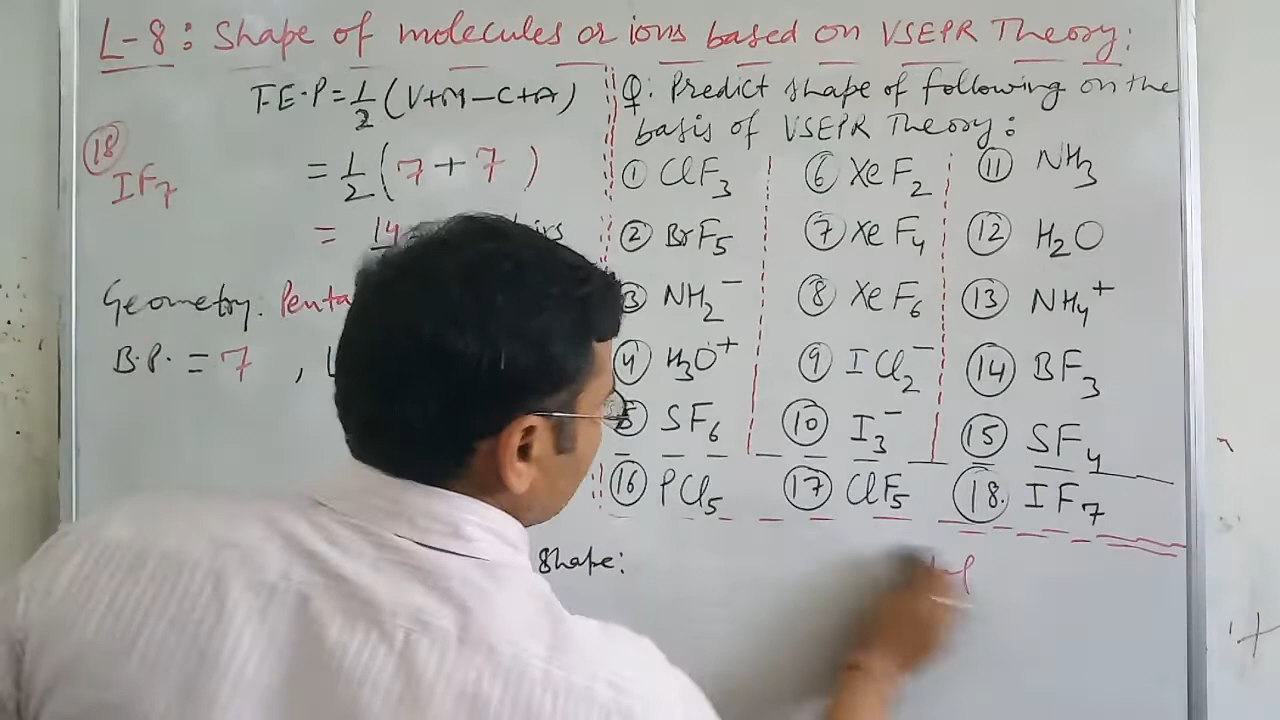 L-8: Shape of molecules or ions based on VSEPR Theory:
T.E.P = 1/2 (V+M-C+A)
(18) IF7
= 1/2 (7+7)
= 14
Geometry:
B.P. = 7 ,
Q: Predict shape of following on the
basis of VSEPR Theory:
(1) ClF3 (6) XeF2 (11) NH3
(2) BrF5 (7) XeF4 (12) H2O
(3) NH2- (8) XeF6 (13) NH4+
(4) H3O+ (9) ICl2- (14) BF3
(5) SF6 (10) I3- (15) SF4
(16) PCl5 (17) ClF5 (18.) IF7
Shape: